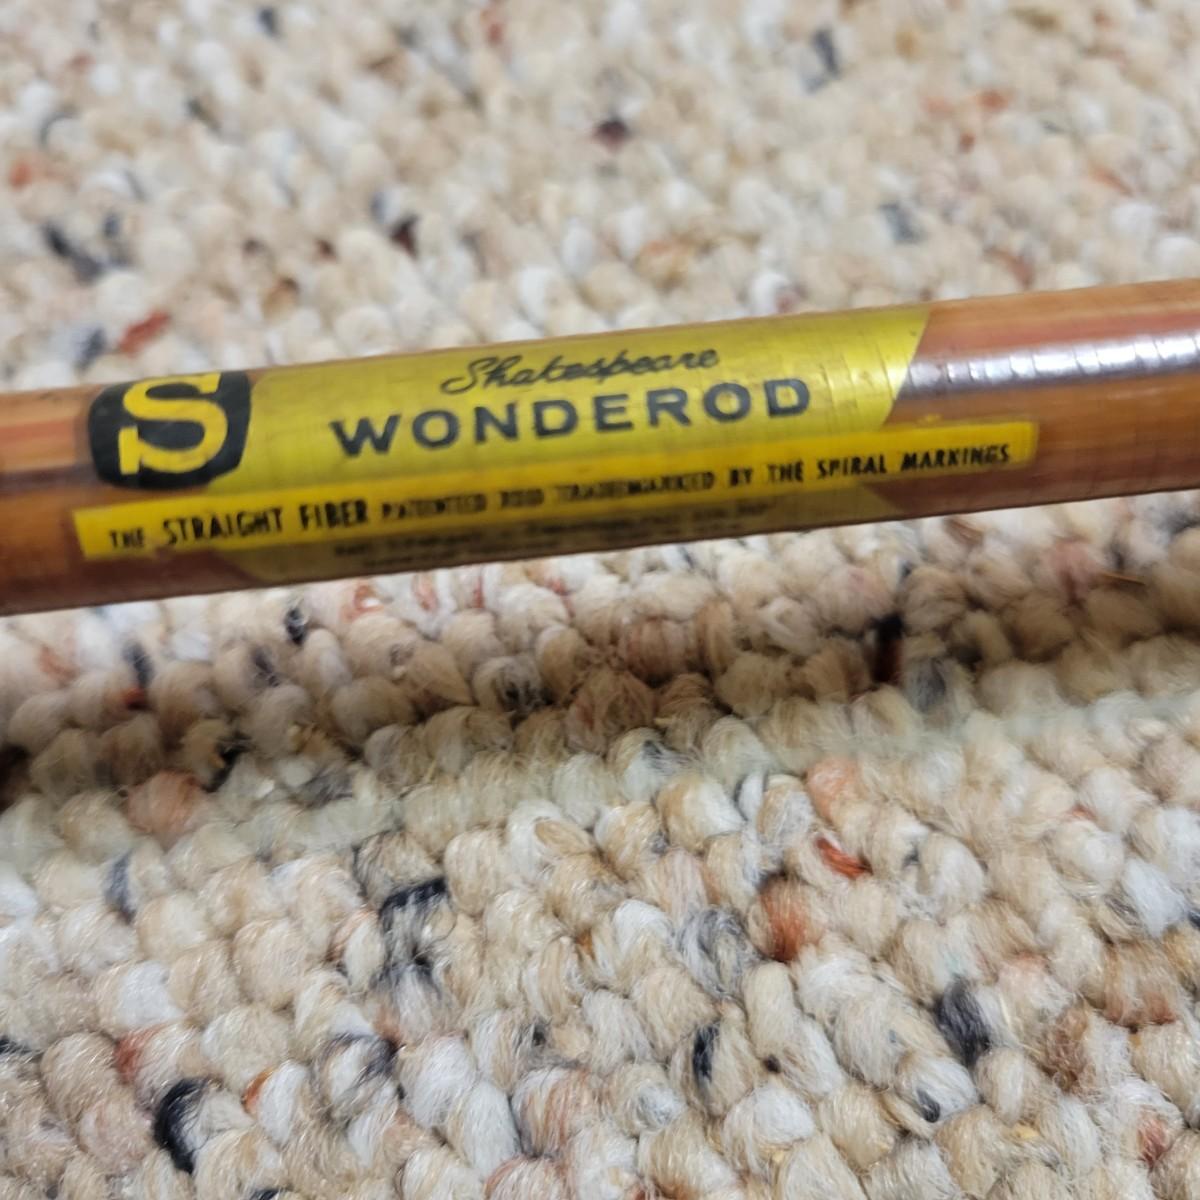 S
Shakespeare
WONDEROD
THE STRAIGHT FIBER PATENTED ROD TRADEMARKED BY THE SPIRAL MARKINGS